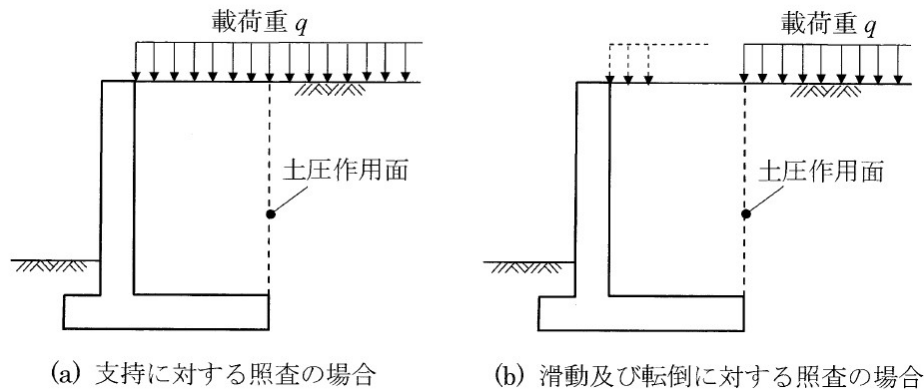 載荷重 q
載荷重 q
土圧作用面
土圧作用面
(a) 支持に対する照査の場合
(b) 滑動及び転倒に対する照査の場合